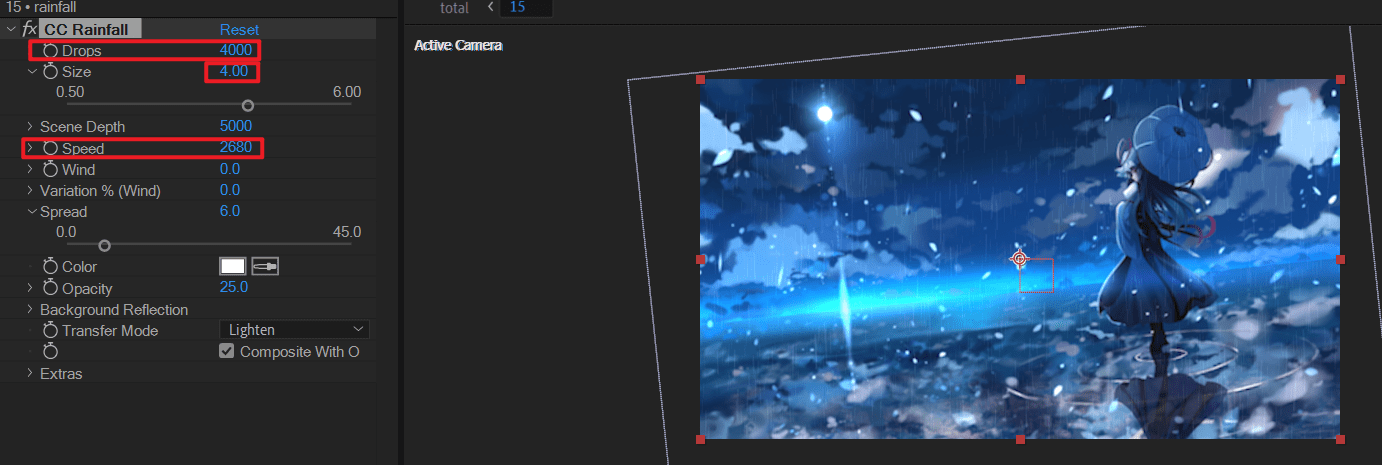 15 • rainfall
total
15
fx CC Rainfall
Reset
Active Camera
Drops
4000
Size
4.00
0.50
6.00
Scene Depth
5000
Speed
2680
Wind
0.0
Variation % (Wind)
0.0
Spread
6.0
0.0
45.0
Color
Opacity
25.0
Background Reflection
Transfer Mode
Lighten
Composite With O
Extras